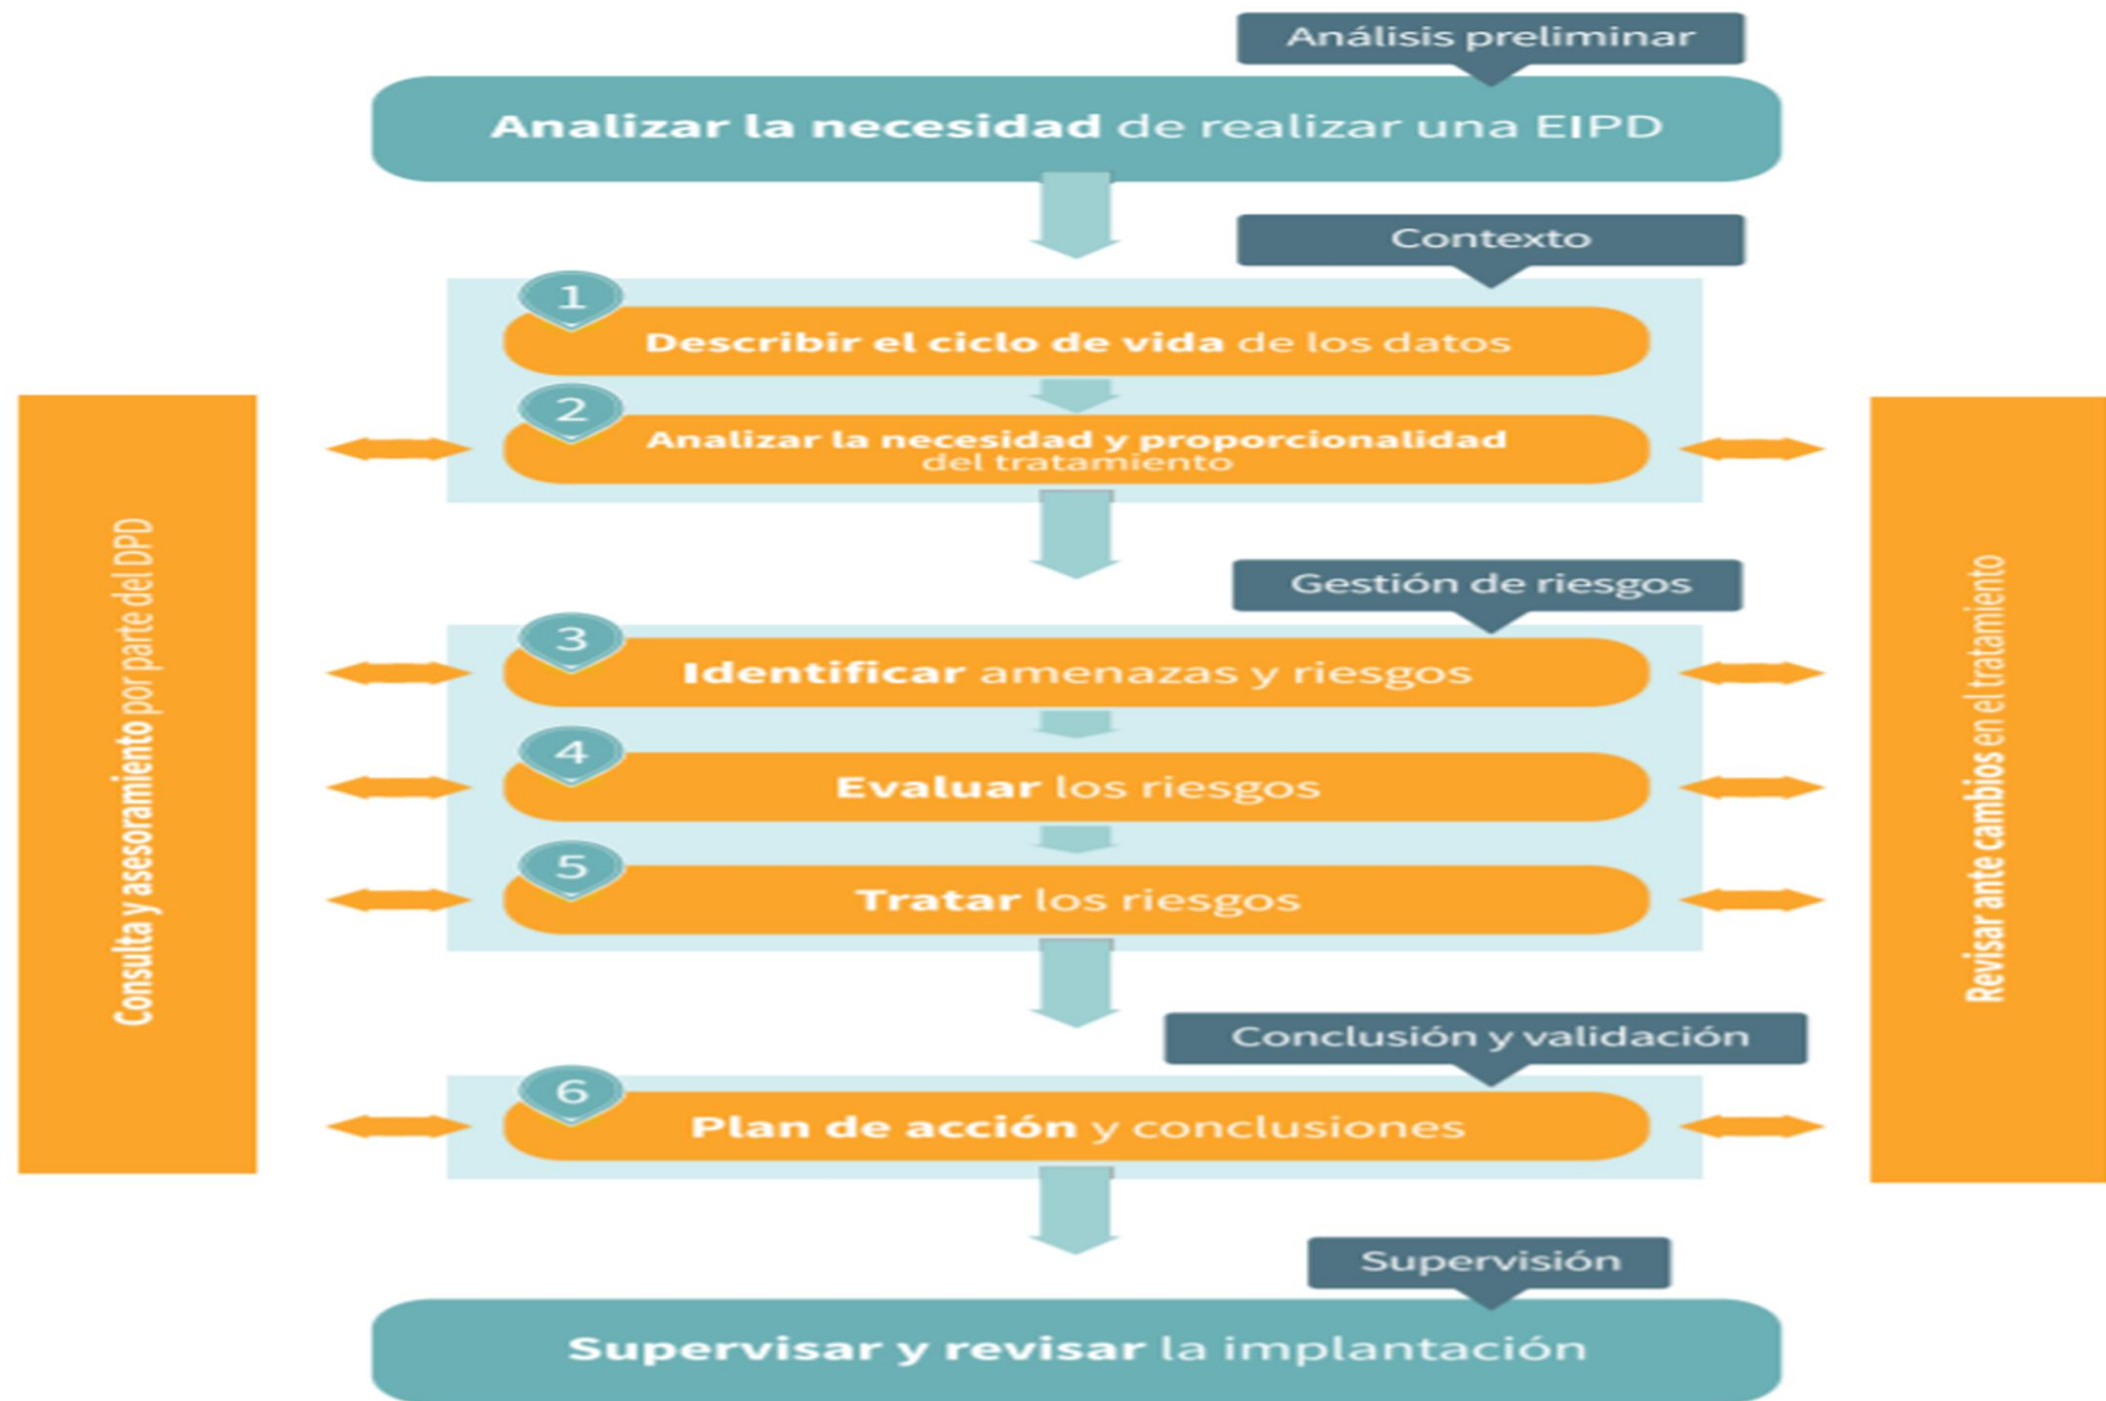 Análisis preliminar
Analizar la necesidad de realizar una EIPD
Contexto
1
Describir el ciclo de vida de los datos
2
Analizar la necesidad y proporcionalidad
del tratamiento
Gestión de riesgos
3
Identificar amenazas y riesgos
4
Evaluar los riesgos
5
Tratar los riesgos
Conclusión y validación
6
Plan de acción y conclusiones
Supervisión
Supervisar y revisar la implantación
Consulta y asesoramiento por parte del DPD
Revisar ante cambios en el tratamiento